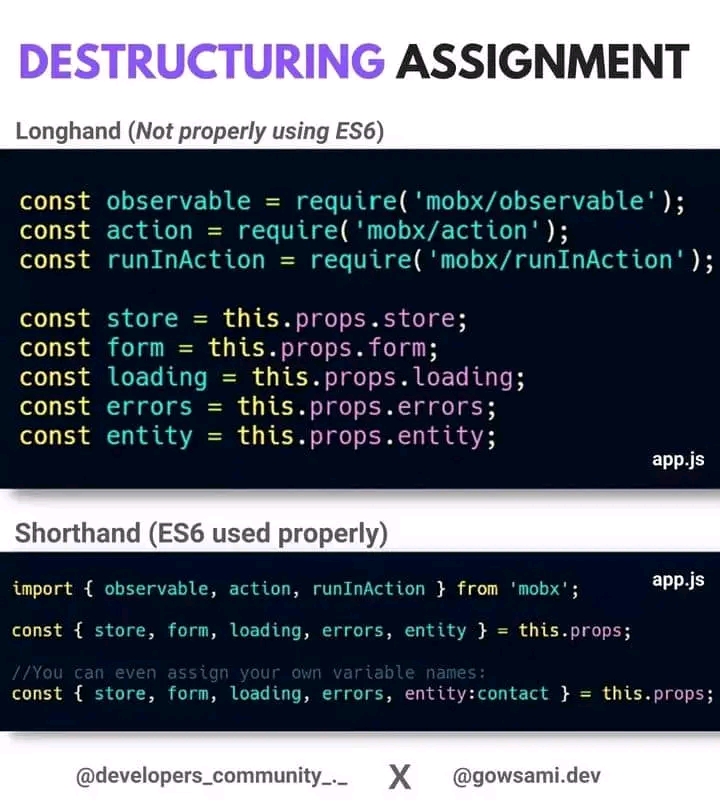 DESTRUCTURING ASSIGNMENT
Longhand (Not properly using ES6)
const observable = require('mobx/observable');
const action = require('mobx/action');
const runInAction = require('mobx/runInAction');
const store = this.props.store;
const form = this.props.form;
const loading = this.props.loading;
const errors = this.props.errors;
const entity = this.props.entity;
app.js
Shorthand (ES6 used properly)
app.js
import { observable, action, runInAction } from 'mobx';
const { store, form, loading, errors, entity } = this.props;
//You can even assign your own variable names:
const { store, form, loading, errors, entity:contact } = this.props;
@developers_community_._ X @gowsami.dev